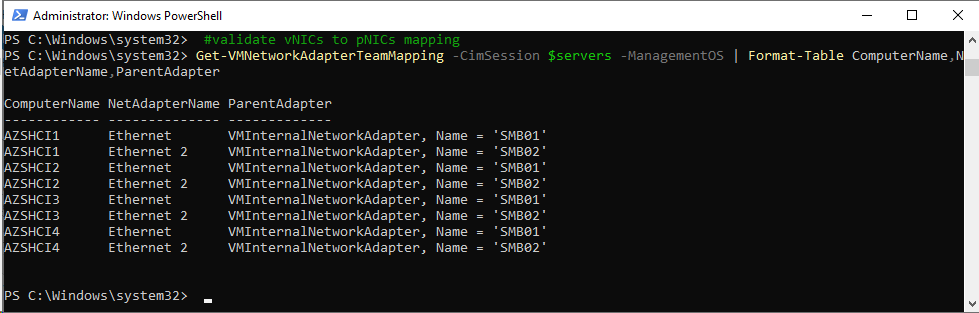 Administrator: Windows PowerShell
PS C:\Windows\system32>  #validate vNICs to pNICs mapping
PS C:\Windows\system32> Get-VMNetworkAdapterTeamMapping -CimSession $servers -ManagementOS | Format-Table ComputerName,N
etAdapterName,ParentAdapter
ComputerName NetAdapterName ParentAdapter
------------ -------------- -------------
AZSHCI1      Ethernet       VMInternalNetworkAdapter, Name = 'SMB01'
AZSHCI1      Ethernet 2     VMInternalNetworkAdapter, Name = 'SMB02'
AZSHCI2      Ethernet       VMInternalNetworkAdapter, Name = 'SMB01'
AZSHCI2      Ethernet 2     VMInternalNetworkAdapter, Name = 'SMB02'
AZSHCI3      Ethernet       VMInternalNetworkAdapter, Name = 'SMB01'
AZSHCI3      Ethernet 2     VMInternalNetworkAdapter, Name = 'SMB02'
AZSHCI4      Ethernet       VMInternalNetworkAdapter, Name = 'SMB01'
AZSHCI4      Ethernet 2     VMInternalNetworkAdapter, Name = 'SMB02'
PS C:\Windows\system32>